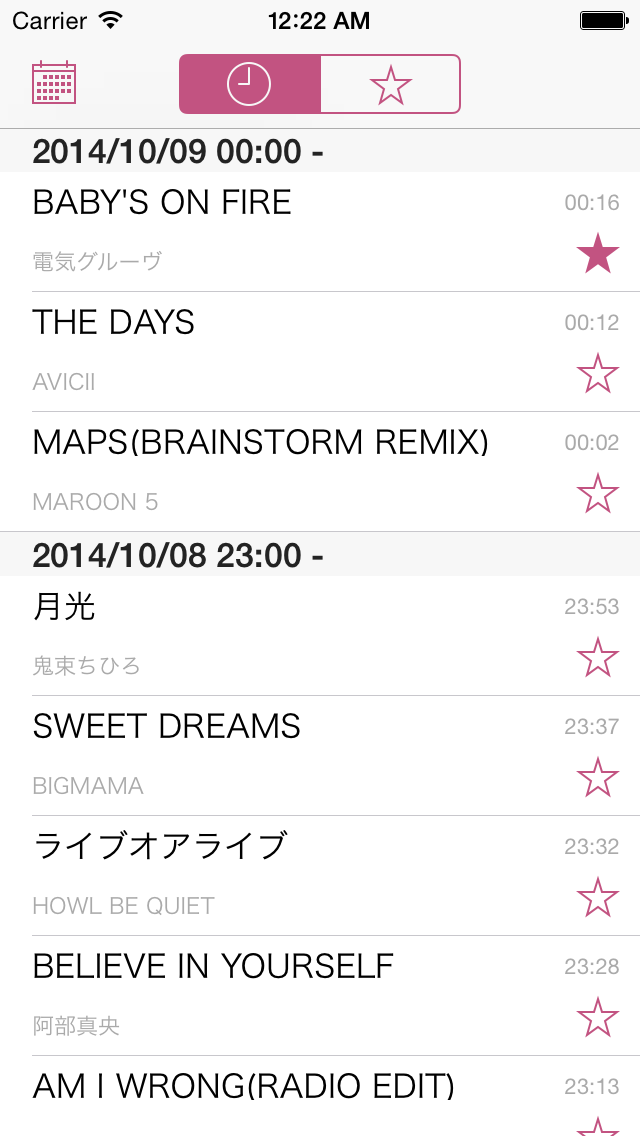 Carrier 12:22 AM
2014/10/09 00:00 -
BABY'S ON FIRE 00:16
電気グルーヴ
THE DAYS 00:12
AVICII
MAPS(BRAINSTORM REMIX) 00:02
MAROON 5
2014/10/08 23:00 -
月光 23:53
鬼束ちひろ
SWEET DREAMS 23:37
BIGMAMA
ライブオアライブ 23:32
HOWL BE QUIET
BELIEVE IN YOURSELF 23:28
阿部真央
AM I WRONG(RADIO EDIT) 23:13